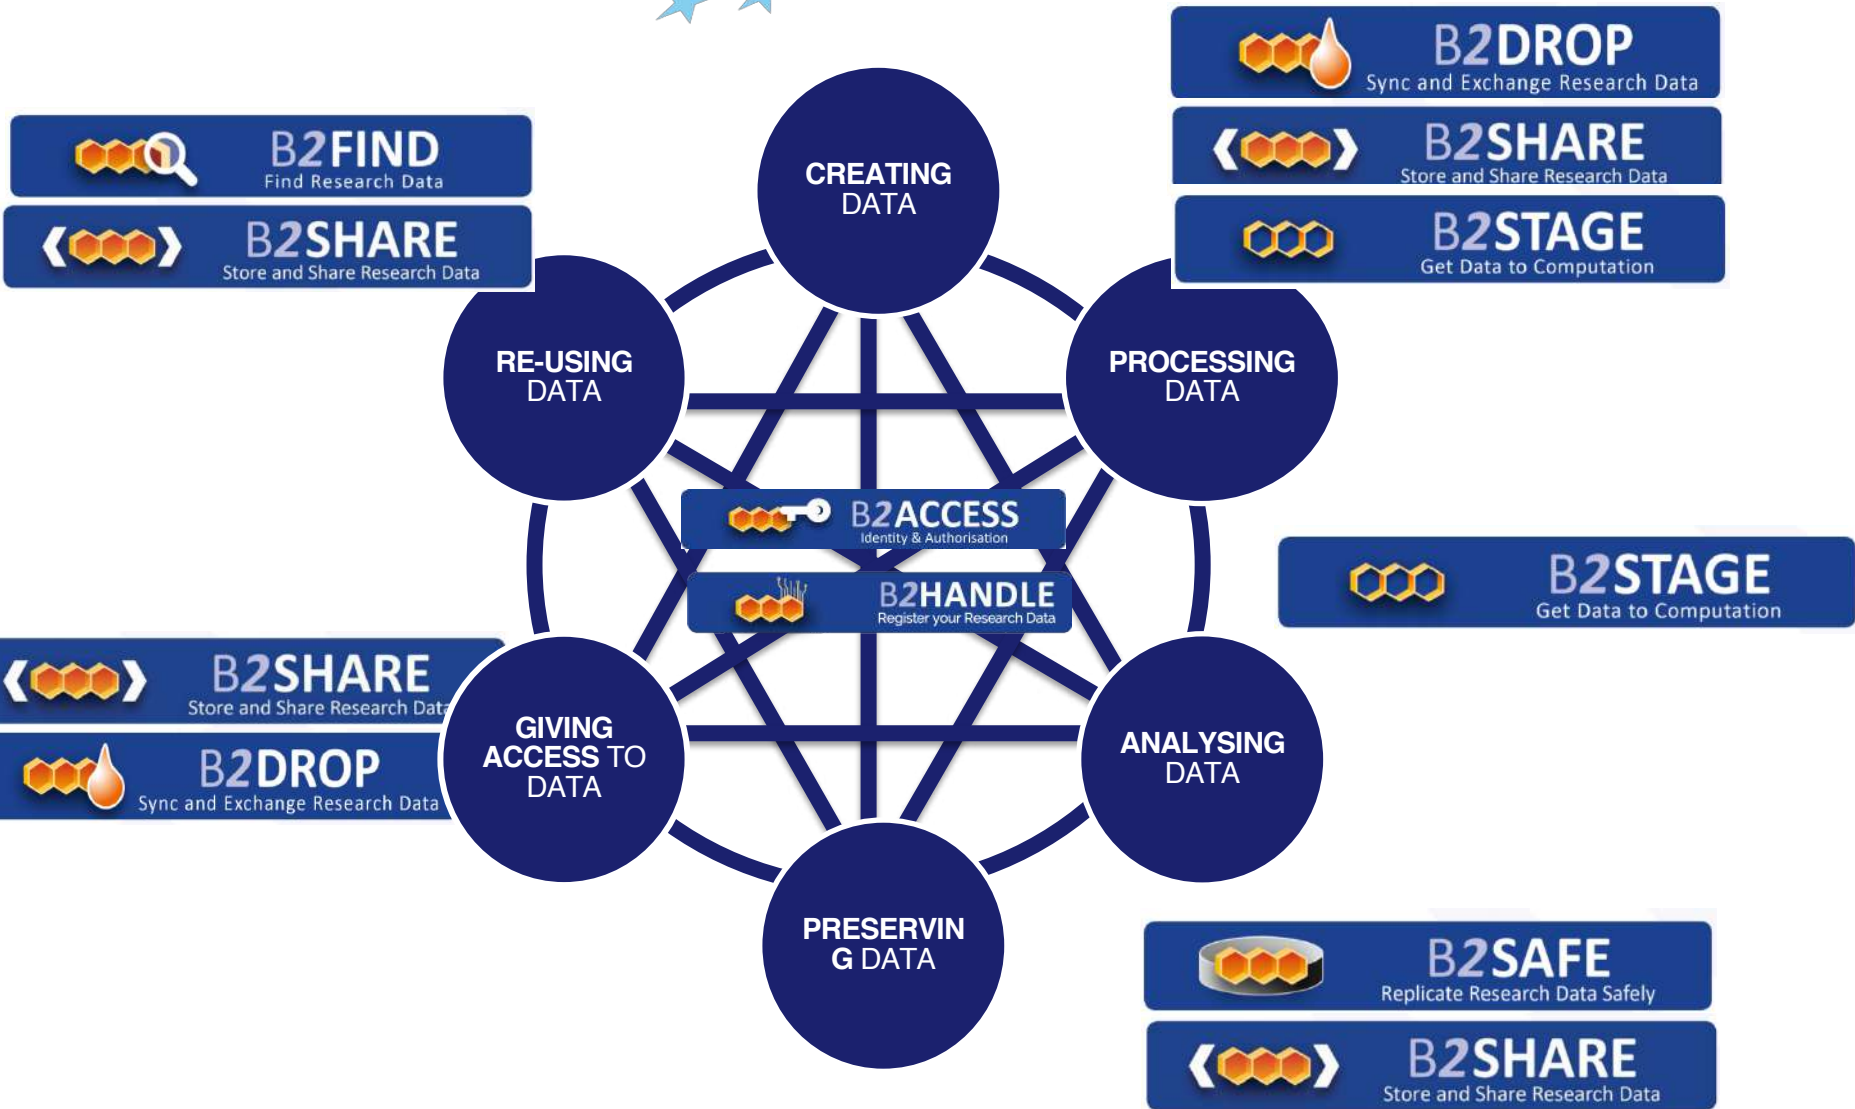 B2DROP
Sync and Exchange Research Data
B2SHARE
Store and Share Research Data
B2STAGE
Get Data to Computation
B2FIND
Find Research Data
B2SHARE
Store and Share Research Data
CREATING
DATA
RE-USING
DATA
PROCESSING
DATA
B2ACCESS
Identity & Authorisation
B2HANDLE
Register your Research Data
B2STAGE
Get Data to Computation
B2SHARE
Store and Share Research Data
B2DROP
Sync and Exchange Research Data
GIVING
ACCESS TO
DATA
ANALYSING
DATA
PRESERVIN
G DATA
B2SAFE
Replicate Research Data Safely
B2SHARE
Store and Share Research Data